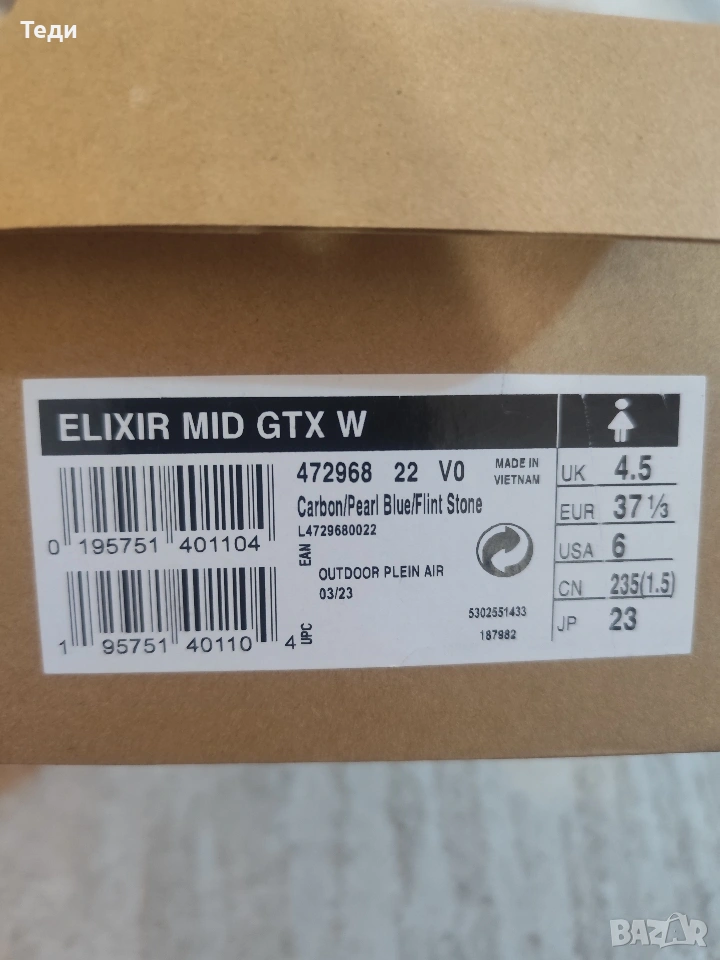 Теди
ELIXIR MID GTX W
472968 22 V0
MADE IN
VIETNAM
Carbon/Pearl Blue/Flint Stone
L4729680022
0 195751 401104
EAN
OUTDOOR PLEIN AIR
03/23
5302551433
187982
1 95751 40110 4
UPC
UK 4.5
EUR 37 ⅓
USA 6
CN 235(1.5)
JP 23
BAZAR